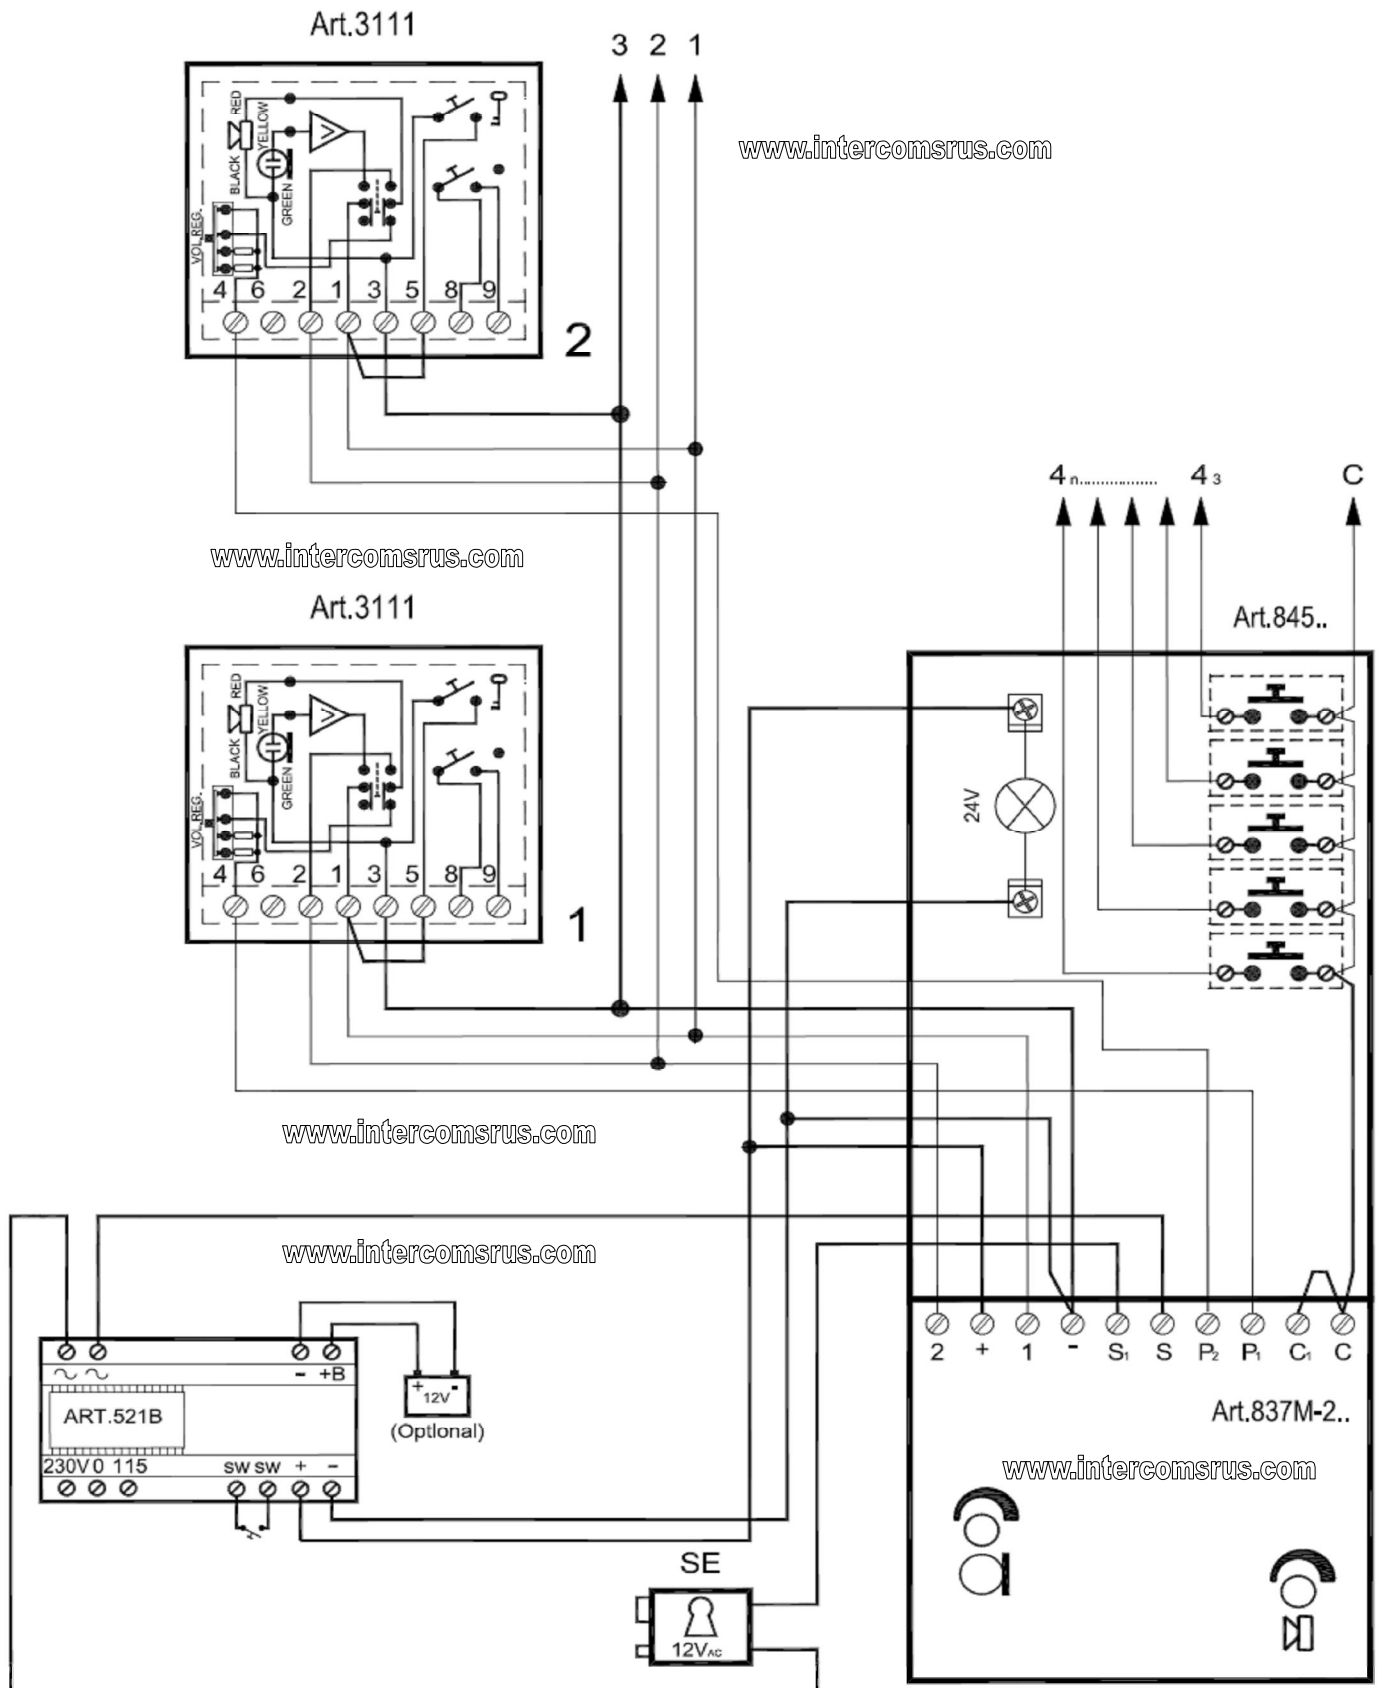 Art.3111
3 2 1
www.intercomsrus.com
RED
YELLOW
BLACK
GREEN
VOL.REG.
4 6 2 1 3 5 8 9
2
4 n................. 4 3 C
www.intercomsrus.com
Art.3111
Art.845..
RED
YELLOW
BLACK
GREEN
VOL.REG.
24V
4 6 2 1 3 5 8 9
1
www.intercomsrus.com
www.intercomsrus.com
2 + 1 - S1 S P2 P1 C1 C
- +B
+ -
12V
(Optional)
ART.521B
Art.837M-2..
230V 0 115 SW SW + -
www.intercomsrus.com
SE
12VAC